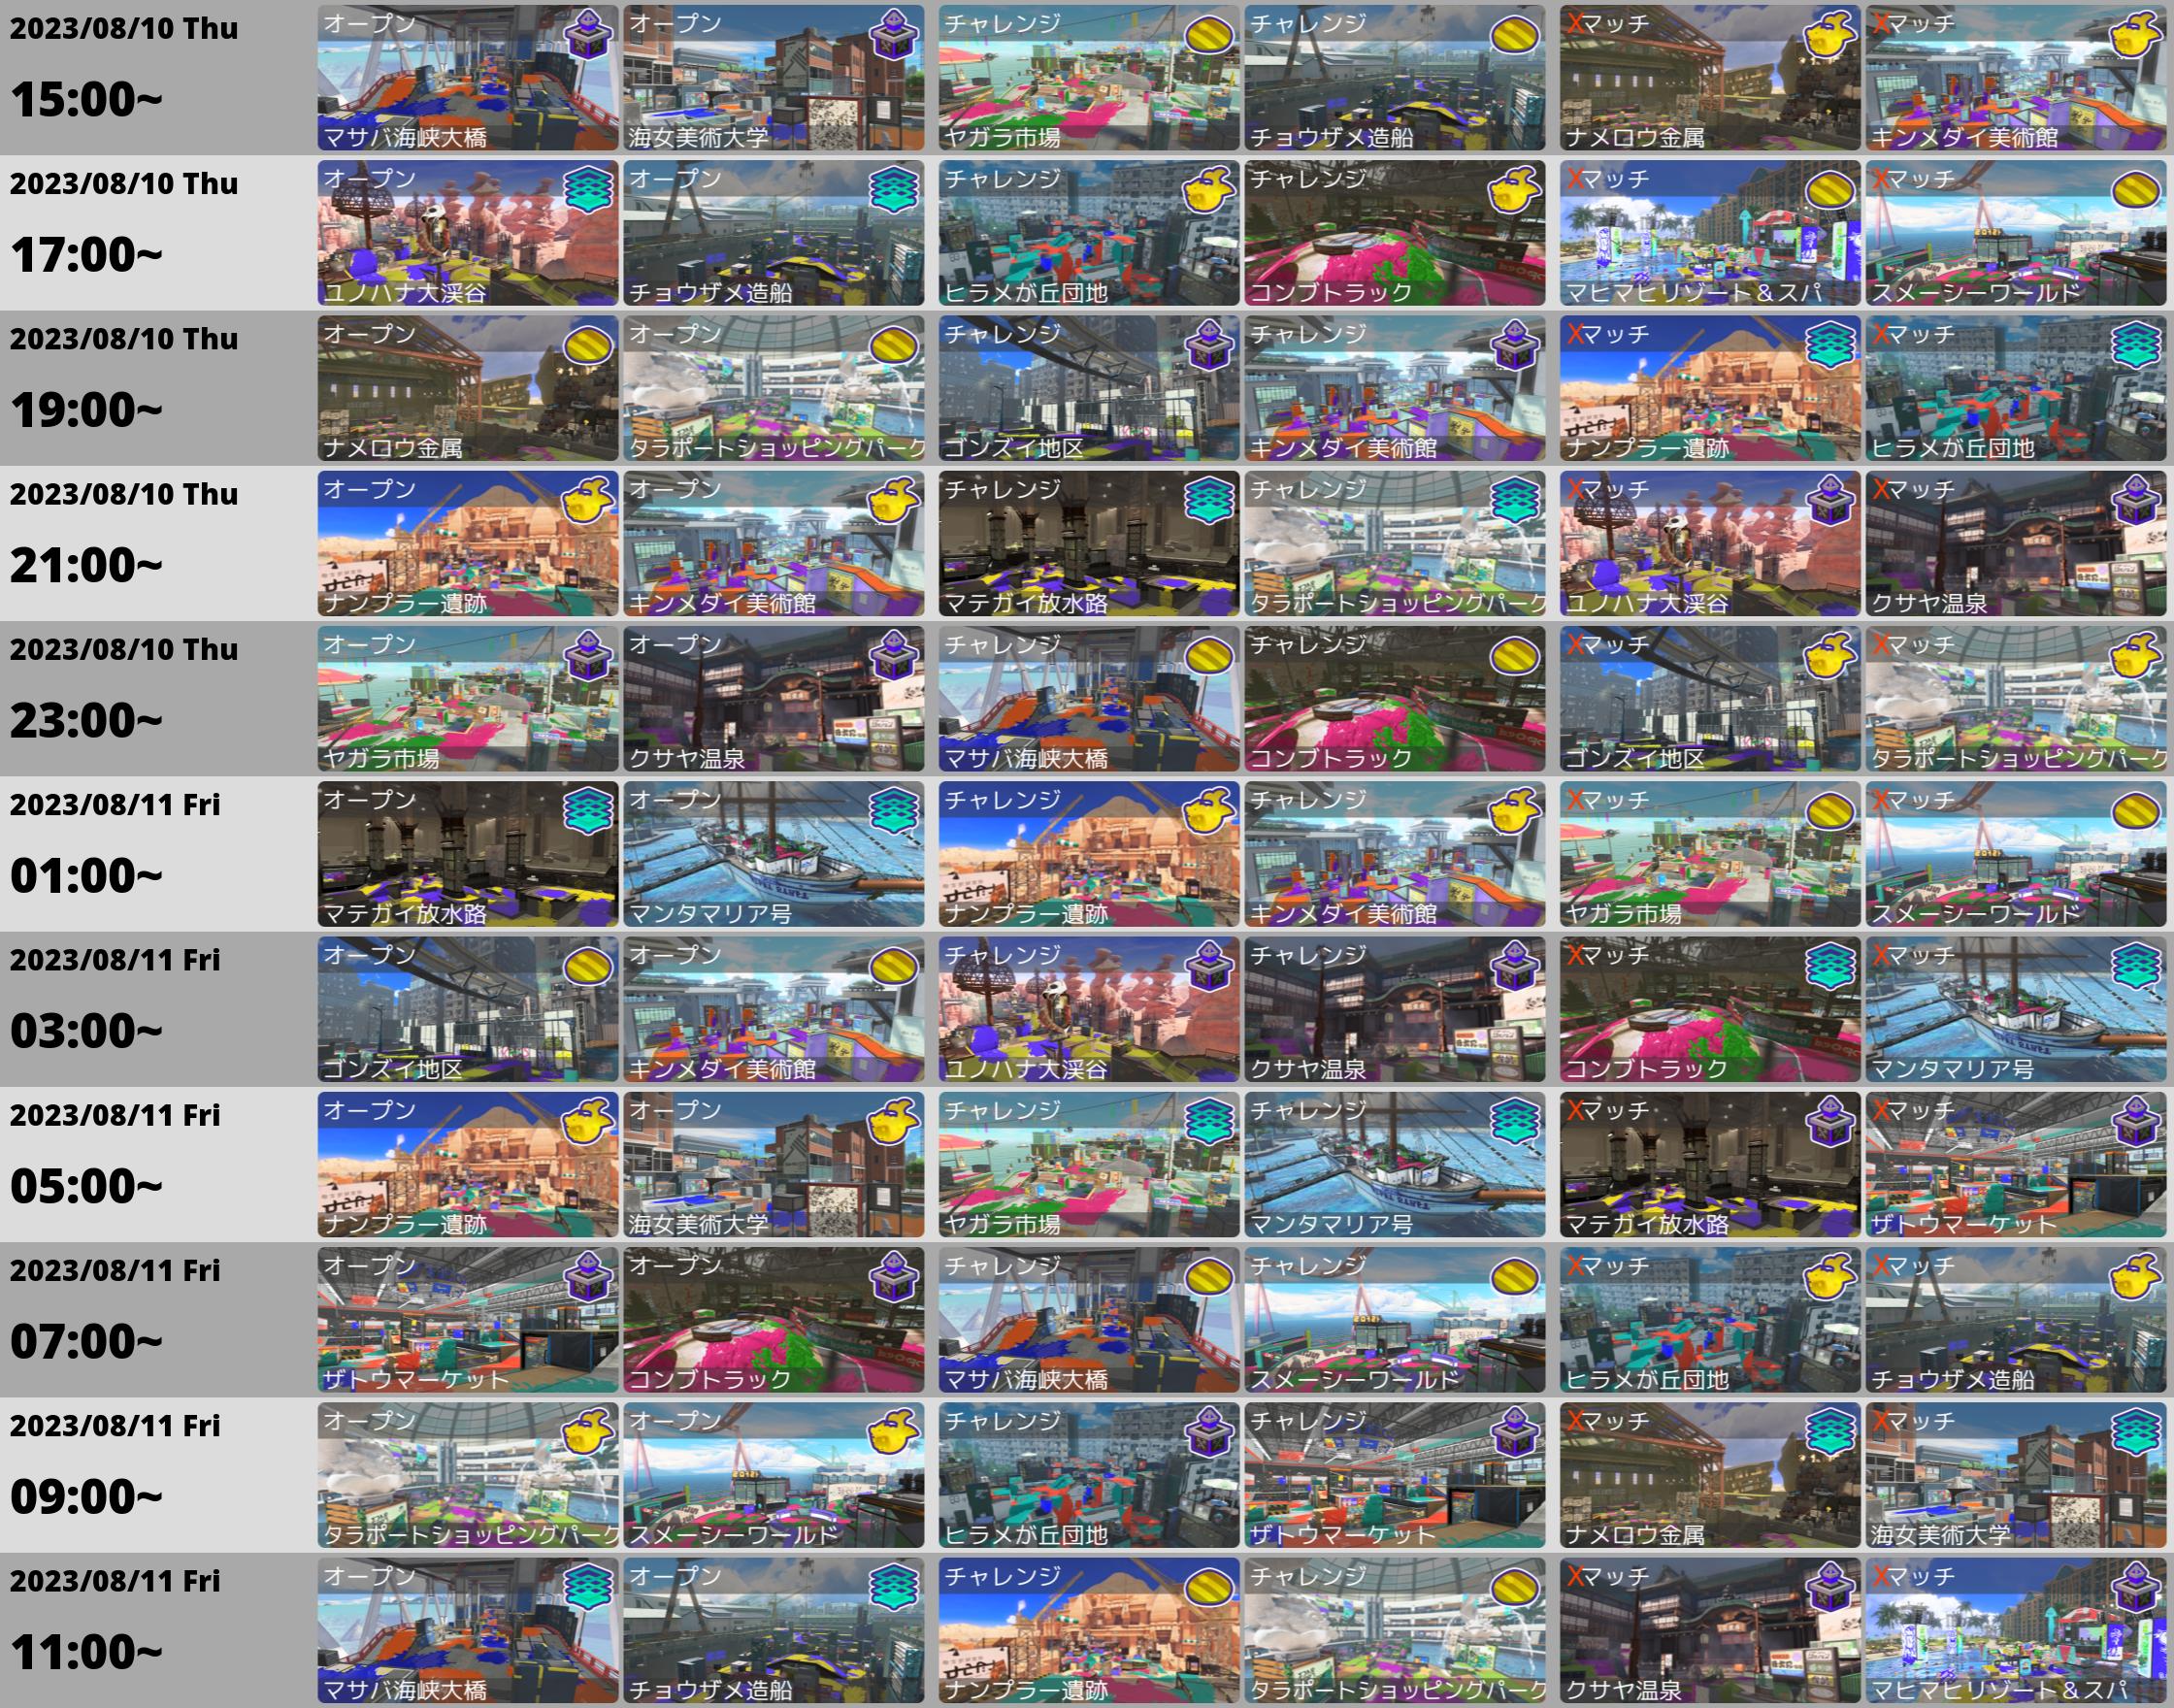 2023/08/10 Thu
15:00~
オープン オープン チャレンジ チャレンジ Xマッチ Xマッチ
マサバ海峡大橋 海女美術大学 ヤガラ市場 チョウザメ造船 ナメロウ金属 キンメダイ美術館
2023/08/10 Thu
17:00~
オープン オープン チャレンジ チャレンジ Xマッチ Xマッチ
ユノハナ大渓谷 チョウザメ造船 ヒラメが丘団地 コンブトラック マヒマヒリゾート&スパ スメーシーワールド
2023/08/10 Thu
19:00~
オープン オープン チャレンジ チャレンジ Xマッチ Xマッチ
ナメロウ金属 タラポートショッピングパーク ゴンズイ地区 キンメダイ美術館 ナンプラー遺跡 ヒラメが丘団地
2023/08/10 Thu
21:00~
オープン オープン チャレンジ チャレンジ Xマッチ Xマッチ
ナンプラー遺跡 キンメダイ美術館 マテガイ放水路 タラポートショッピングパーク ユノハナ大渓谷 クサヤ温泉
2023/08/10 Thu
23:00~
オープン オープン チャレンジ チャレンジ Xマッチ Xマッチ
ヤガラ市場 クサヤ温泉 マサバ海峡大橋 コンブトラック ゴンズイ地区 タラポートショッピングパーク
2023/08/11 Fri
01:00~
オープン オープン チャレンジ チャレンジ Xマッチ Xマッチ
マテガイ放水路 マンタマリア号 ナンプラー遺跡 キンメダイ美術館 ヤガラ市場 スメーシーワールド
2023/08/11 Fri
03:00~
オープン オープン チャレンジ チャレンジ Xマッチ Xマッチ
ゴンズイ地区 キンメダイ美術館 ユノハナ大渓谷 クサヤ温泉 コンブトラック マンタマリア号
2023/08/11 Fri
05:00~
オープン オープン チャレンジ チャレンジ Xマッチ Xマッチ
ナンプラー遺跡 海女美術大学 ヤガラ市場 マンタマリア号 マテガイ放水路 ザトウマーケット
2023/08/11 Fri
07:00~
オープン オープン チャレンジ チャレンジ Xマッチ Xマッチ
ザトウマーケット コンブトラック マサバ海峡大橋 スメーシーワールド ヒラメが丘団地 チョウザメ造船
2023/08/11 Fri
09:00~
オープン オープン チャレンジ チャレンジ Xマッチ Xマッチ
タラポートショッピングパーク スメーシーワールド ヒラメが丘団地 ザトウマーケット ナメロウ金属 海女美術大学
2023/08/11 Fri
11:00~
オープン オープン チャレンジ チャレンジ Xマッチ Xマッチ
マサバ海峡大橋 チョウザメ造船 ナンプラー遺跡 タラポートショッピングパーク クサヤ温泉 マヒマヒリゾート&スパ